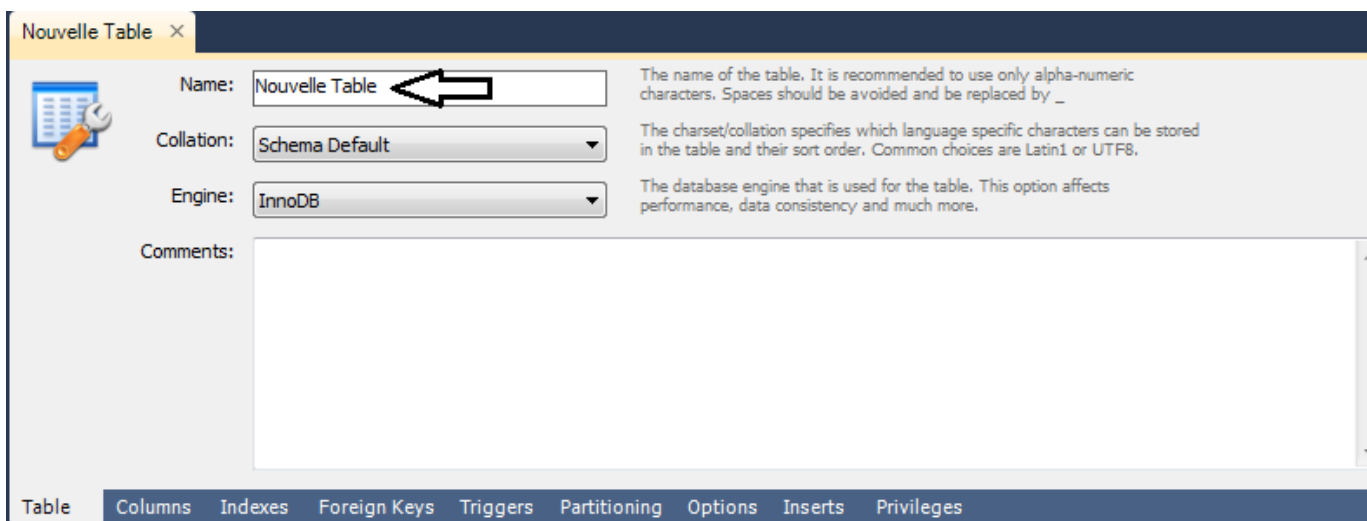 Nouvelle Table ×
Name:
Nouvelle Table
The name of the table. It is recommended to use only alpha-numeric
characters. Spaces should be avoided and be replaced by _
Collation:
Schema Default
The charset/collation specifies which language specific characters can be stored
in the table and their sort order. Common choices are Latin1 or UTF8.
Engine:
InnoDB
The database engine that is used for the table. This option affects
performance, data consistency and much more.
Comments:
Table Columns Indexes Foreign Keys Triggers Partitioning Options Inserts Privileges